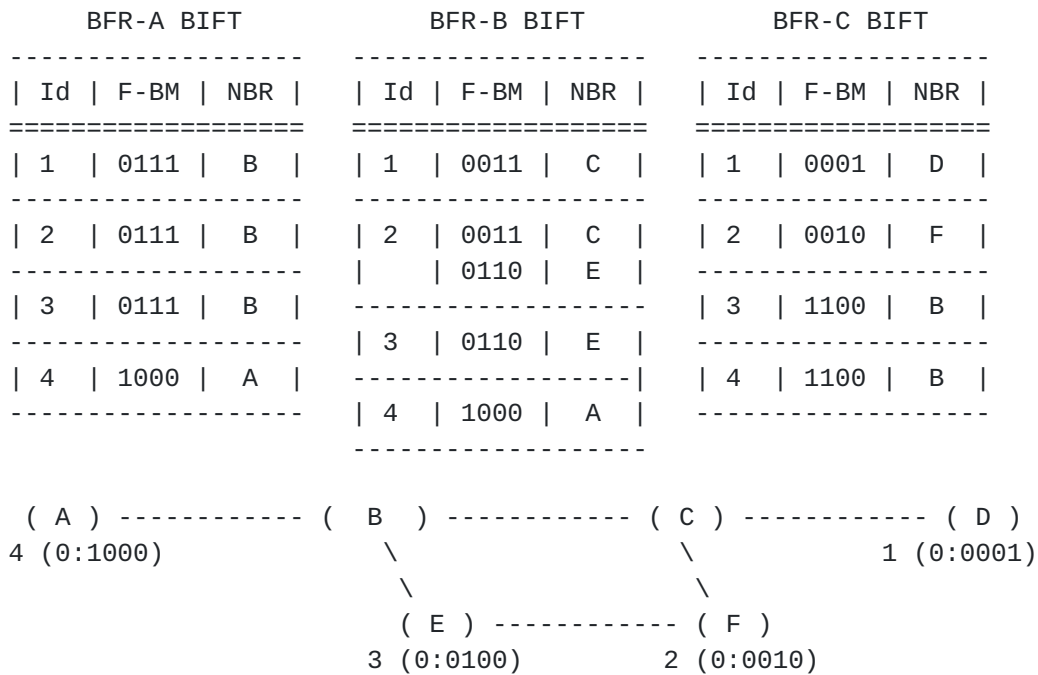 BFR-A BIFT             BFR-B BIFT             BFR-C BIFT
 -------------------    -------------------   -------------------
 | Id | F-BM | NBR |    | Id | F-BM | NBR |   | Id | F-BM | NBR |
 ===================    ===================   ===================
 | 1  | 0111 |  B  |    | 1  | 0011 |  C  |   | 1  | 0001 |  D  |
 -------------------    -------------------   -------------------
 | 2  | 0111 |  B  |    | 2  | 0011 |  C  |   | 2  | 0010 |  F  |
 -------------------    |    | 0110 |  E  |   -------------------
 | 3  | 0111 |  B  |    -------------------   | 3  | 1100 |  B  |
 -------------------    | 3  | 0110 |  E  |   -------------------
 | 4  | 1000 |  A  |    ------------------|   | 4  | 1100 |  B  |
 -------------------    | 4  | 1000 |  A  |   -------------------
                        -------------------
  ( A ) ------------ (  B  ) ------------ ( C ) ------------ ( D )
 4 (0:1000)              \                  \            1 (0:0001)
                          \                  \
                          ( E ) ------------ ( F )
                        3 (0:0100)         2 (0:0010)